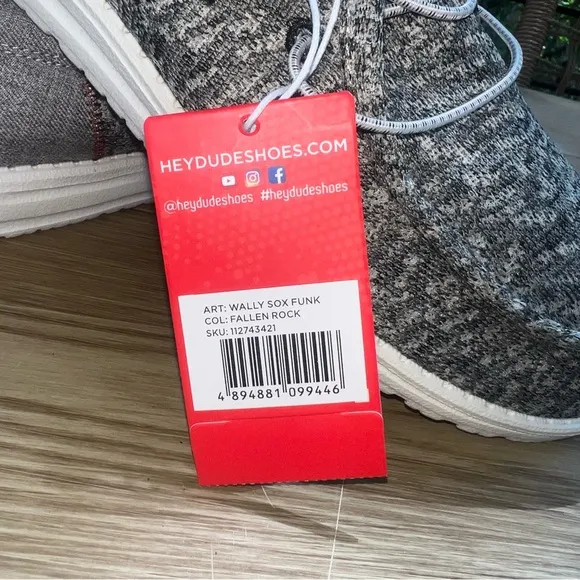 HEYDUDESHOES.COM
@heydudeshoes #heydudeshoes
ART: WALLY SOX FUNK
COL: FALLEN ROCK
SKU: 112743421
4 894881 099446